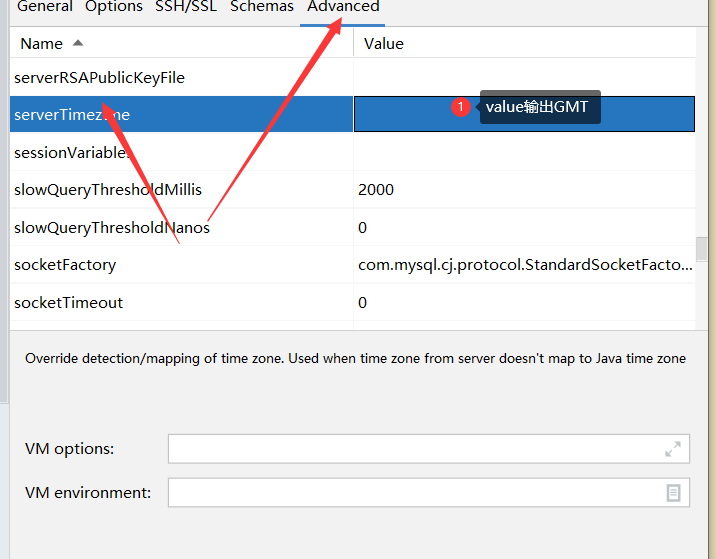 General Options SSH/SSL Schemas Advanced
Name Value
serverRSAPublicKeyFile
serverTimezone 1 value输出GMT
sessionVariables
slowQueryThresholdMillis 2000
slowQueryThresholdNanos 0
socketFactory com.mysql.cj.protocol.StandardSocketFacto...
socketTimeout 0
Override detection/mapping of time zone. Used when time zone from server doesn't map to Java time zone
VM options:
VM environment: